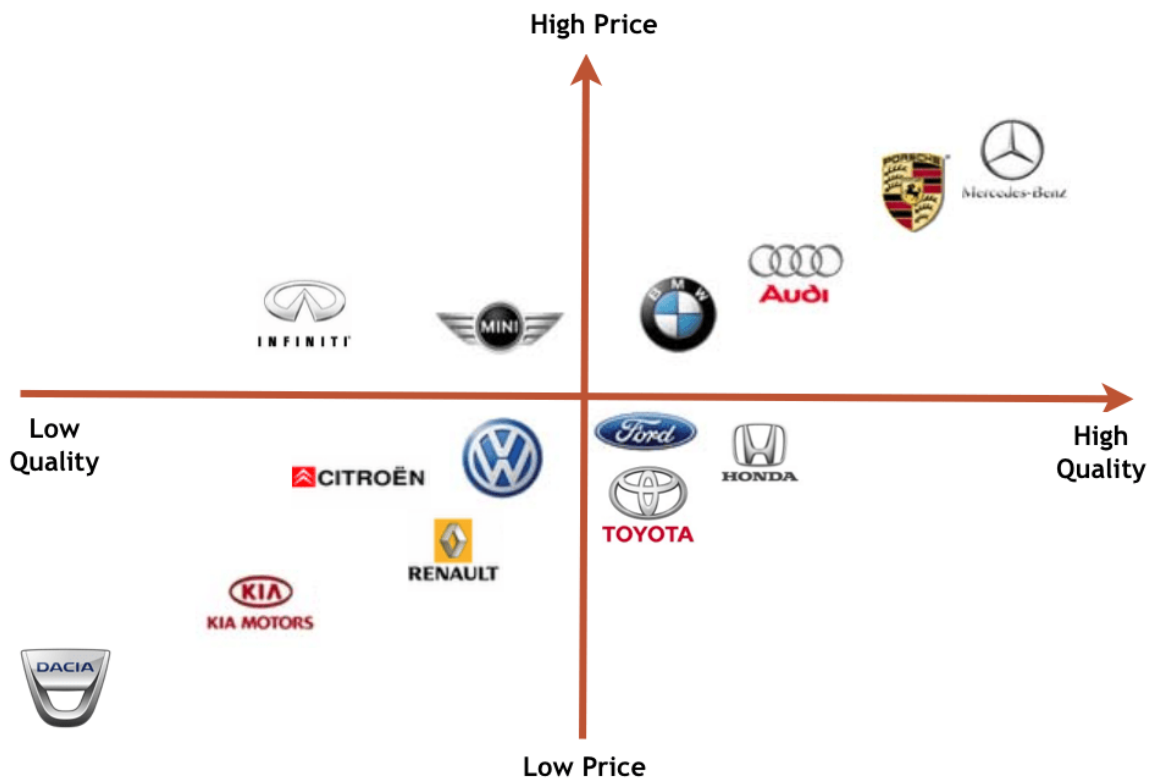 High Price
PORSCHE
Mercedes-Benz
Audi
BMW
INFINITI
MINI
Low
Quality
High
Quality
Ford
HONDA
CITROËN
TOYOTA
RENAULT
KIA
KIA MOTORS
DACIA
Low Price